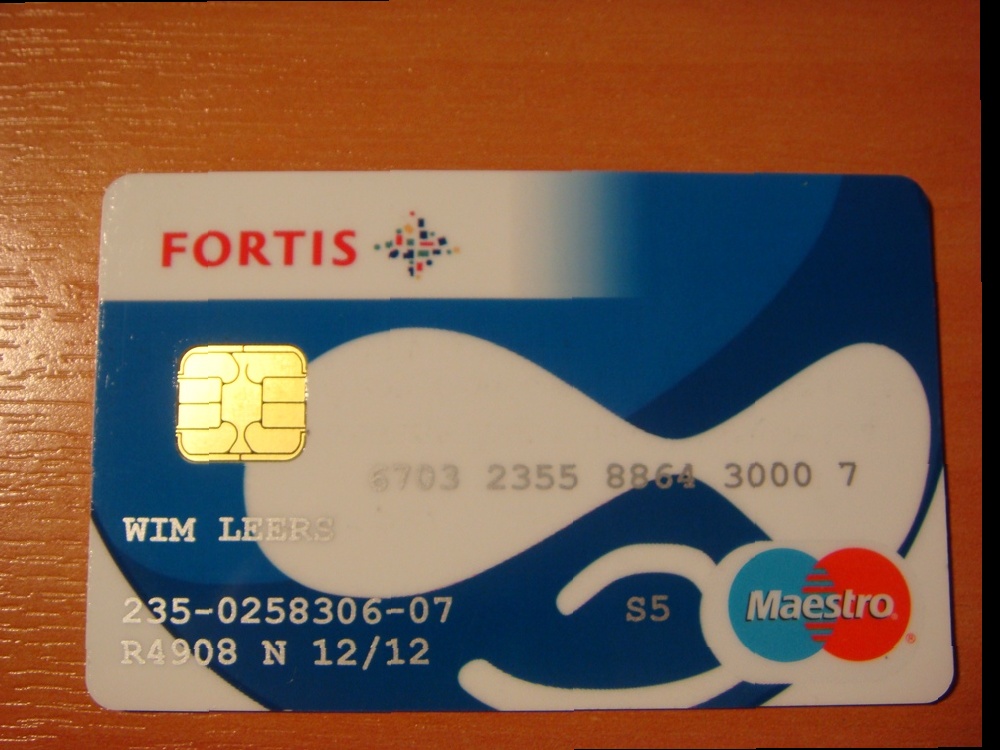 FORTIS
6703 2355 8864 3000 7
WIM LEERS
235-0258306-07
S5
R4908 N 12/12
Maestro
®